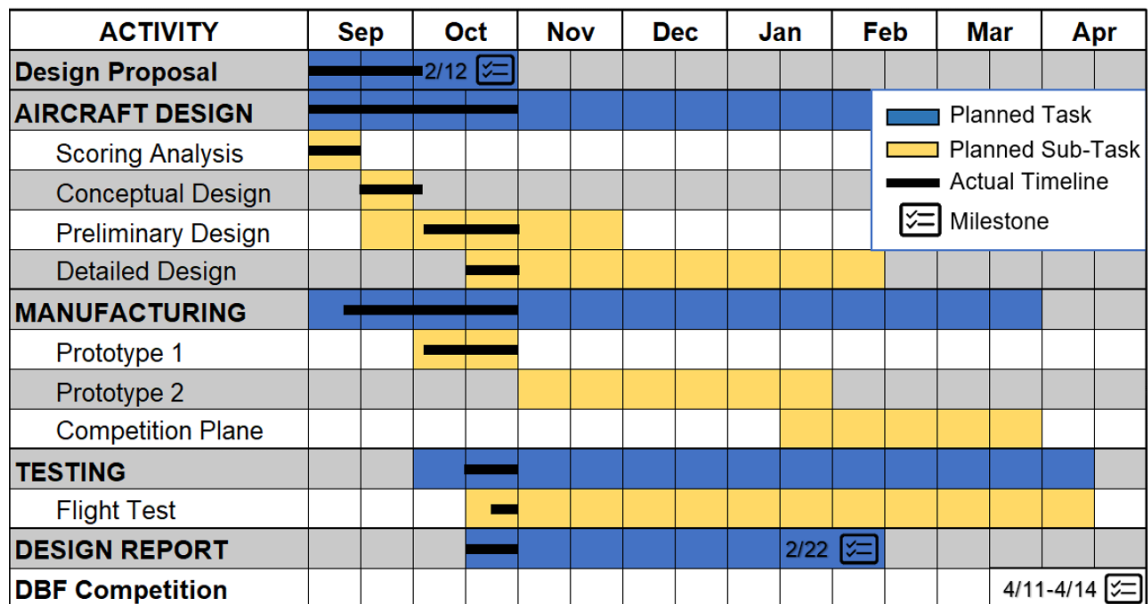 ACTIVITY Sep Oct Nov Dec Jan Feb Mar Apr
Design Proposal 2/12
AIRCRAFT DESIGN
Planned Task
Scoring Analysis
Planned Sub-Task
Conceptual Design
Actual Timeline
Preliminary Design
Milestone
Detailed Design
MANUFACTURING
Prototype 1
Prototype 2
Competition Plane
TESTING
Flight Test
DESIGN REPORT 2/22
DBF Competition 4/11-4/14